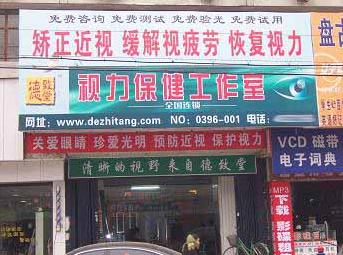 免费咨询 免费测试 免费验光 免费试用
矫正近视 缓解视疲劳 恢复视力
德致堂
视力保健工作室
全国连锁
网址：www.dezhitang.com NO：0396-001 电话：
关爱眼睛 珍爱光明 预防近视 保护视力
清晰的视野来自德致堂
盘古
VCD 磁带
电子词典
MP3
下载